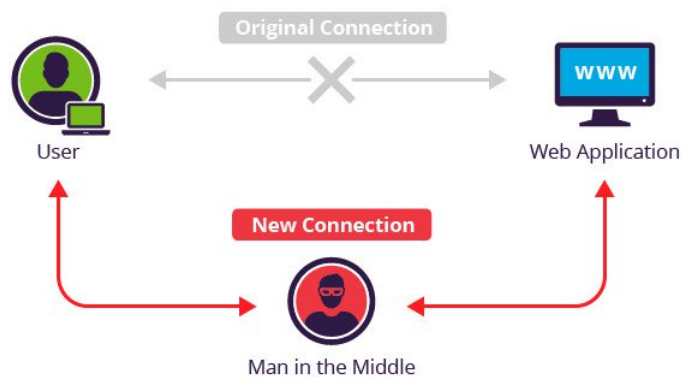 Original Connection
www
User
Web Application
New Connection
Man in the Middle